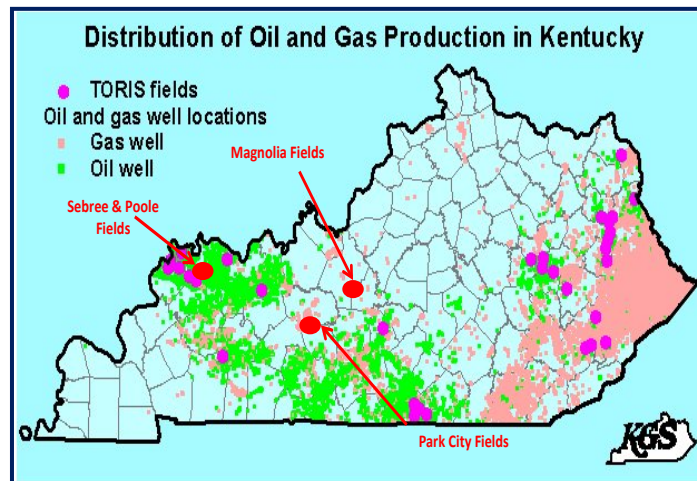 Distribution of Oil and Gas Production in Kentucky
TORIS fields
Oil and gas well locations
Gas well
Oil well
Magnolia Fields
Sebree & Poole
Fields
Park City Fields
KGS